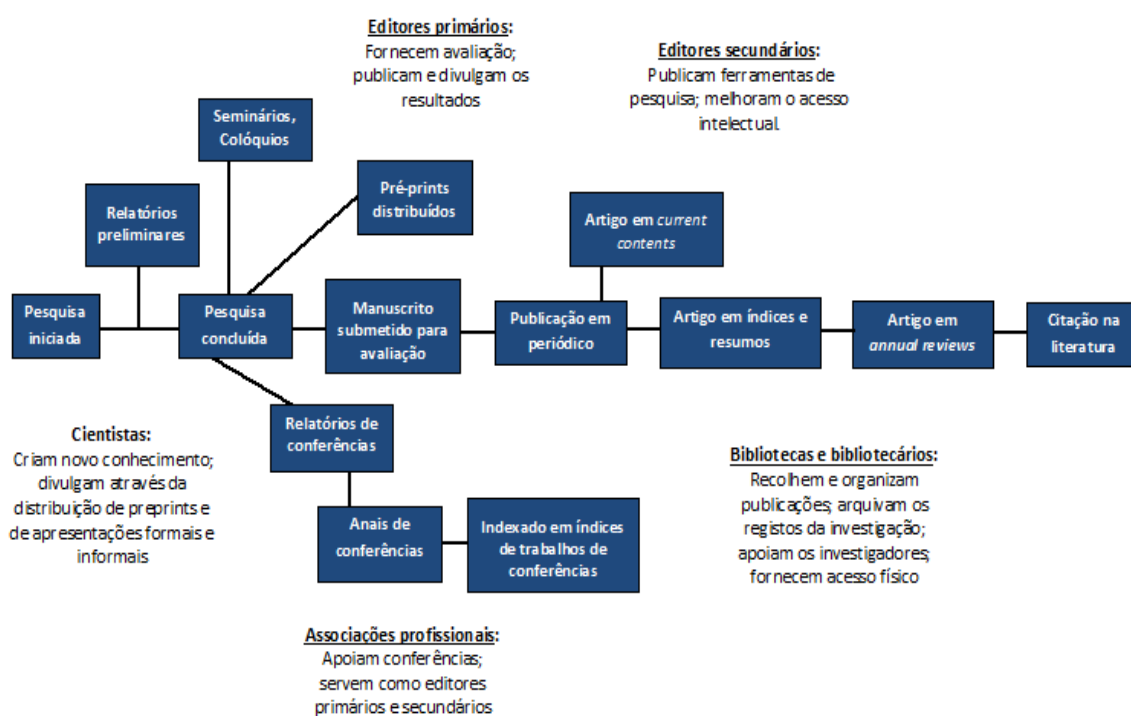 Editores primários:
Fornecem avaliação;
publicam e divulgam os
resultados
Editores secundários:
Publicam ferramentas de
pesquisa; melhoram o acesso
intelectual.
Seminários,
Colóquios
Pré-prints
distribuídos
Relatórios
preliminares
Artigo em current
contents
Pesquisa
iniciada
Pesquisa
concluída
Manuscrito
submetido para
avaliação
Publicação em
periódico
Artigo em índices e
resumos
Artigo em
annual reviews
Citação na
literatura
Relatórios de
conferências
Cientistas:
Criam novo conhecimento;
divulgam através da
distribuição de preprints e
de apresentações formais e
informais
Bibliotecas e bibliotecários:
Recolhem e organizam
publicações; arquivam os
registos da investigação;
apoiam os investigadores;
fornecem acesso físico
Anais de
conferências
Indexado em índices
de trabalhos de
conferências
Associações profissionais:
Apoiam conferências;
servem como editores
primários e secundários